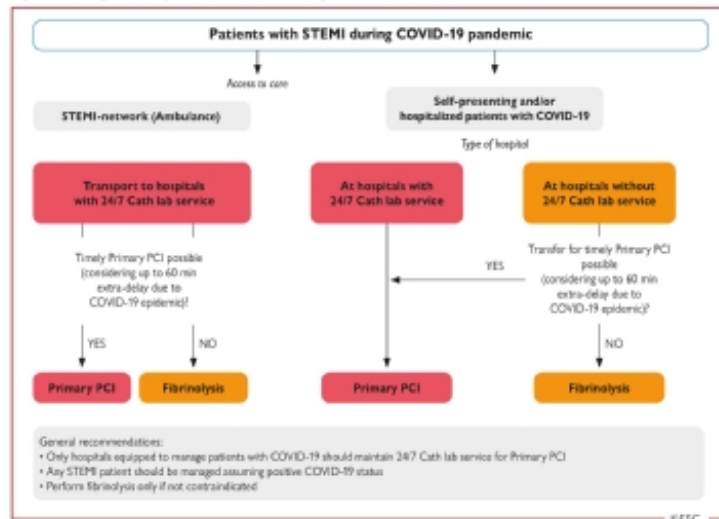 Patients with STEMI during COVID-19 pandemic
Access to care
STEMI-network (Ambulance)
Self-presenting and/or
hospitalized patients with COVID-19
Type of hospital
Transport to hospitals
with 24/7 Cath lab service
At hospitals with
24/7 Cath lab service
At hospitals without
24/7 Cath lab service
Timely Primary PCI possible
(considering up to 60 min
extra-delay due to
COVID-19 epidemic)?
YES
Transfer for timely Primary PCI
possible
(considering up to 60 min
extra-delay due to
COVID-19 epidemic)?
YES
NO
NO
Primary PCI
Fibrinolysis
Primary PCI
Fibrinolysis
General recommendations:
• Only hospitals equipped to manage patients with COVID-19 should maintain 24/7 Cath lab service for Primary PCI
• Any STEMI patient should be managed assuming positive COVID-19 status
• Perform fibrinolysis only if not contraindicated